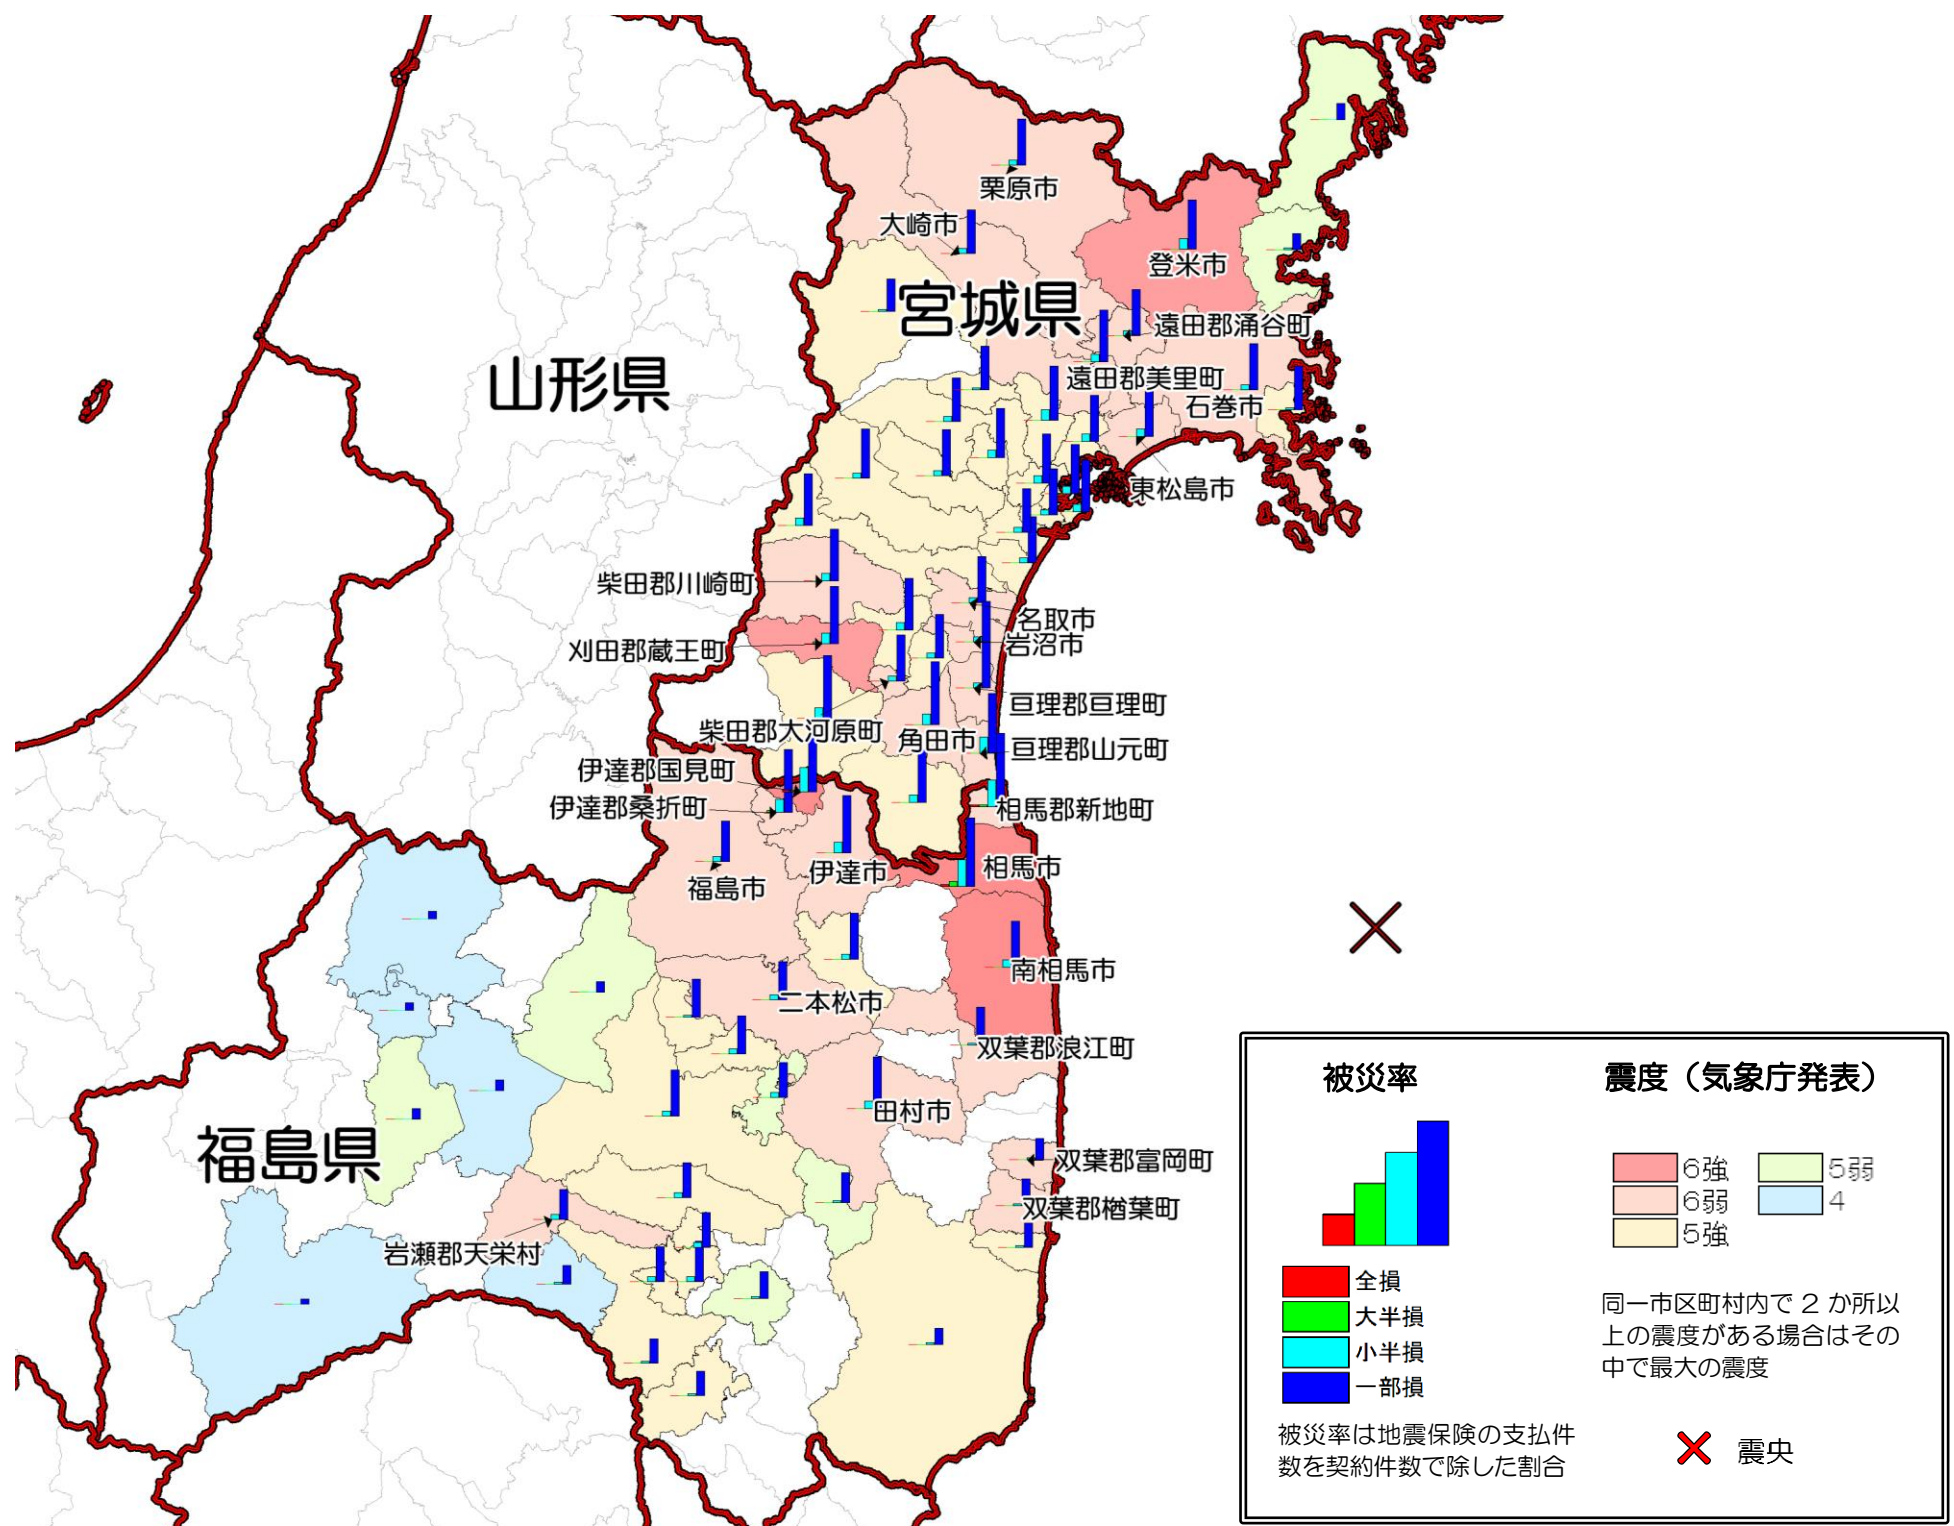 栗原市
大崎市
登米市
宮城県
遠田郡涌谷町
山形県
遠田郡美里町
石巻市
東松島市
柴田郡川崎町
名取市
岩沼市
刈田郡蔵王町
亘理郡亘理町
柴田郡大河原町
角田市
亘理郡山元町
伊達郡国見町
伊達郡桑折町
相馬郡新地町
相馬市
伊達市
福島市
南相馬市
二本松市
双葉郡浪江町
田村市
福島県
双葉郡富岡町
双葉郡楢葉町
岩瀬郡天栄村
被災率
全損
大半損
小半損
一部損
被災率は地震保険の支払件
数を契約件数で除した割合
震度（気象庁発表）
6強
5弱
6弱
4
5強
同一市区町村内で 2 か所以
上の震度がある場合はその
中で最大の震度
震央